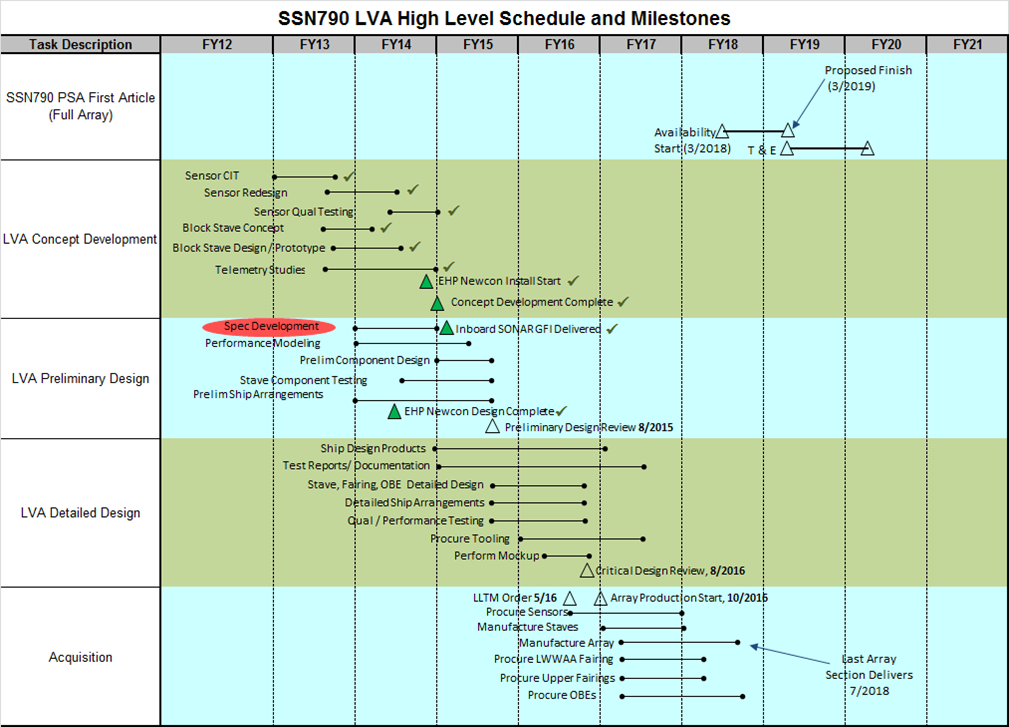 SSN790 LVA High Level Schedule and Milestones
Task Description FY12 FY13 FY14 FY15 FY16 FY17 FY18 FY19 FY20 FY21
SSN790 PSA First Article
(Full Array)
Proposed Finish
(3/2019)
Availability
Start (3/2018)
T & E
LVA Concept Development
Sensor CIT
Sensor Redesign
Sensor Qual Testing
Block Stave Concept
Block Stave Design / Prototype
Telemetry Studies
EHP Newcon Install Start
Concept Development Complete
LVA Preliminary Design
Spec Development
Inboard SONAR GFI Delivered
Performance Modeling
Prelim Component Design
Stave Component Testing
Prelim Ship Arrangements
EHP Newcon Design Complete
Preliminary Design Review 8/2015
LVA Detailed Design
Ship Design Products
Test Reports/ Documentation
Stave, Fairing, OBE Detailed Design
Detailed Ship Arrangements
Qual / Performance Testing
Procure Tooling
Perform Mockup
Critical Design Review, 8/2016
Acquisition
LLTM Order 5/16
Array Production Start, 10/2016
Procure Sensors
Manufacture Staves
Manufacture Array
Procure LWWAA Fairing
Procure Upper Fairings
Procure OBEs
Last Array
Section Delivers
7/2018